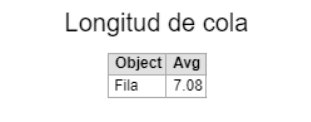 Longitud de cola
Object Avg
Fila 7.08